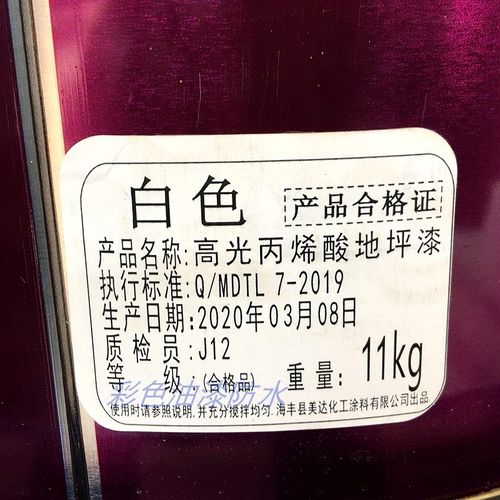 白色 产品合格证
产品名称:高光丙烯酸地坪漆
执行标准:Q/MDTL 7-2019
生产日期:2020年03月08日
质检员:J12
等级:(合格品) 重量:11kg
彩色油漆防水
使用时请参照说明.并充分搅拌均匀.海丰县美达化工涂料有限公司出品